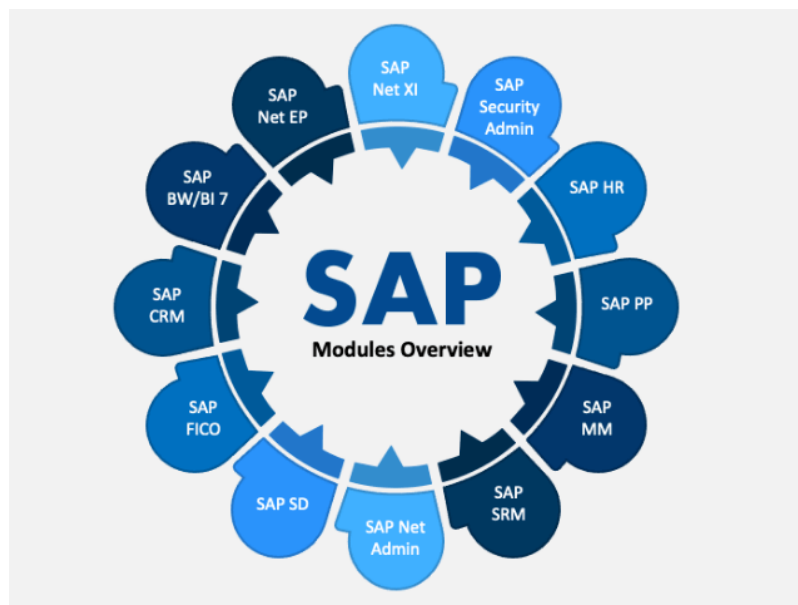 SAP
Net XI
SAP
Security
Admin
SAP HR
SAP PP
SAP
MM
SAP
SRM
SAP Net
Admin
SAP SD
SAP
FICO
SAP
CRM
SAP
BW/BI 7
SAP
Net EP
SAP
Modules Overview